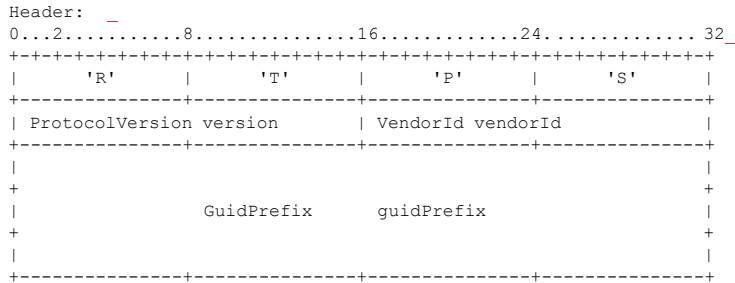 Header: _
0...2...........8...............16.............24. ............. 32_
+-+-+-+-+-+-+-+-+-+-+-+-+-+-+-+-+-+-+-+-+-+-+-+-+-+-+-+-+-+-+-+-+
| 'R' | 'T' | 'P' | 'S' |
+---------------+---------------+---------------+---------------+
| ProtocolVersion version | VendorId vendorId |
+---------------+---------------+---------------+---------------+
| |
+ +
| GuidPrefix guidPrefix |
+ +
| |
+---------------+---------------+---------------+---------------+